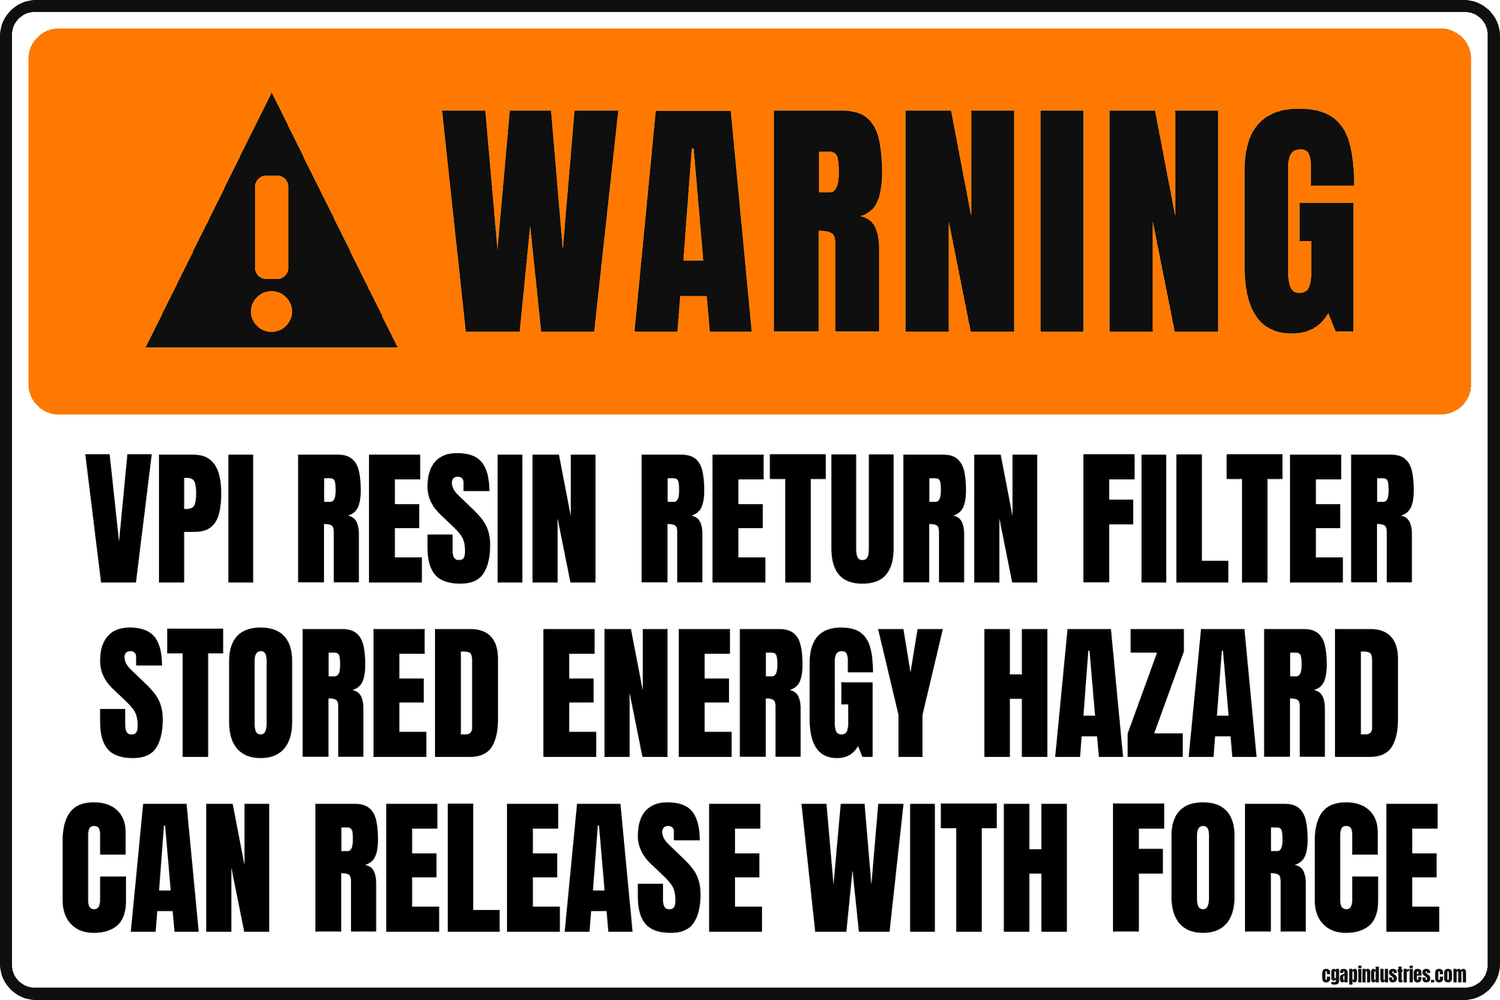 WARNING
VPI RESIN RETURN FILTER
STORED ENERGY HAZARD
CAN RELEASE WITH FORCE
cgapindustries.com